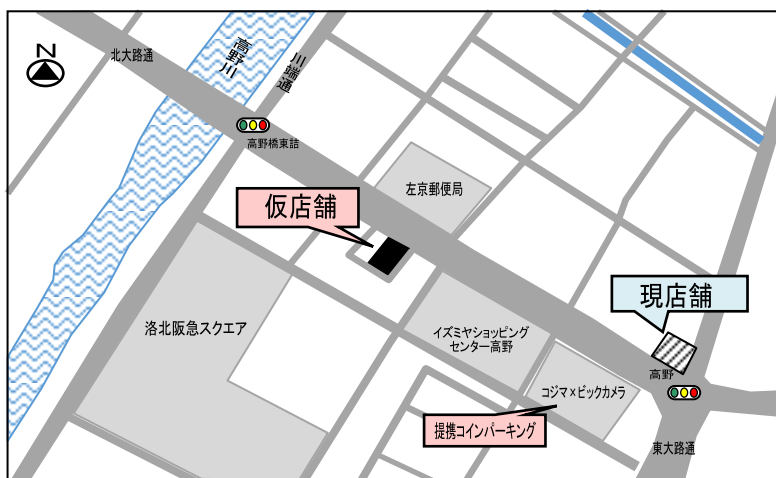 N
北大路通
高野川
川端通
高野橋東詰
左京郵便局
仮店舗
現店舗
洛北阪急スクエア
イズミヤショッピング
センター高野
高野
コジマ×ビックカメラ
提携コインパーキング
東大路通